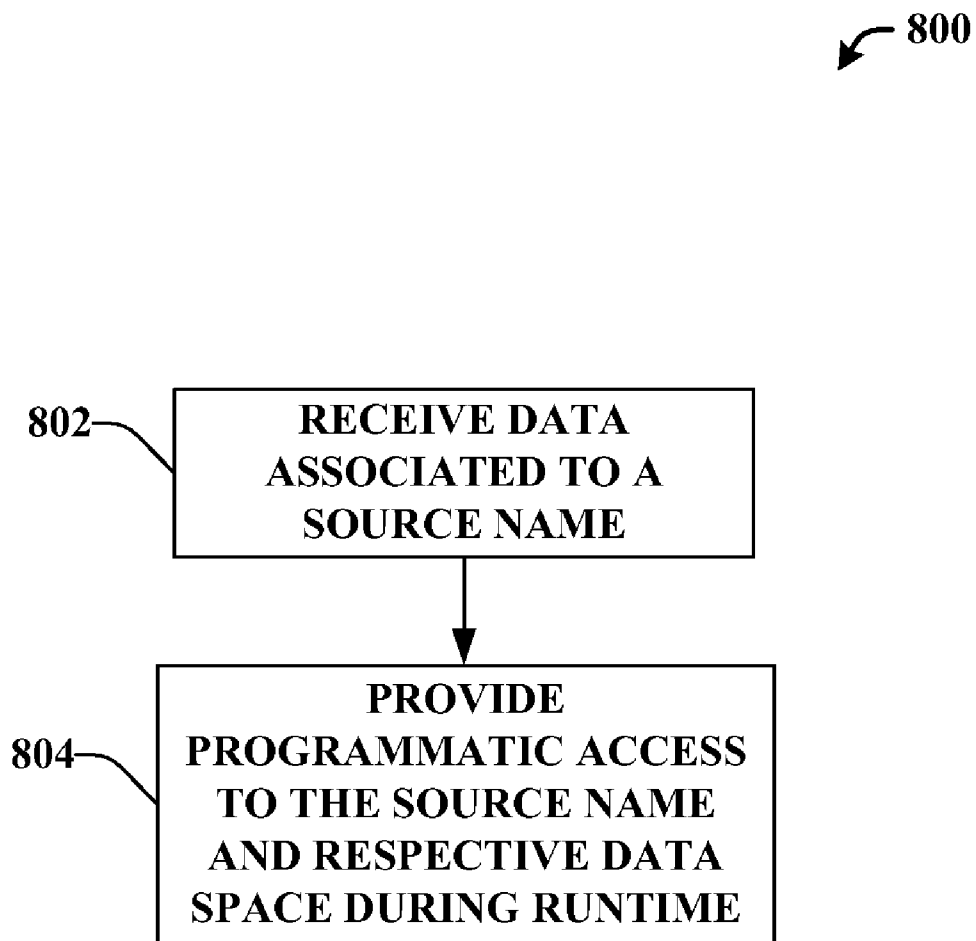 800
802
RECEIVE DATA
ASSOCIATED TO A
SOURCE NAME
804
PROVIDE
PROGRAMMATIC ACCESS
TO THE SOURCE NAME
AND RESPECTIVE DATA
SPACE DURING RUNTIME